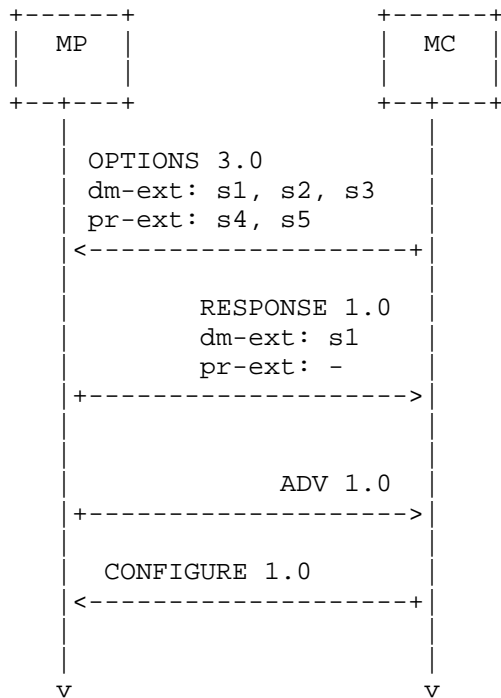 MP MC
OPTIONS 3.0
dm-ext: s1, s2, s3
pr-ext: s4, s5
RESPONSE 1.0
dm-ext: s1
pr-ext: -
ADV 1.0
CONFIGURE 1.0
v v